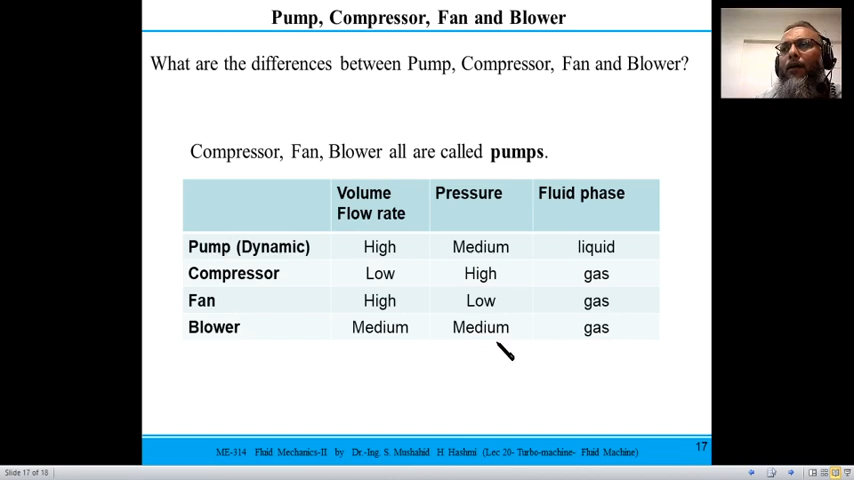 Pump, Compressor, Fan and Blower
What are the differences between Pump, Compressor, Fan and Blower?
Compressor, Fan, Blower all are called pumps.
Volume Flow rate Pressure Fluid phase
Pump (Dynamic) High Medium liquid
Compressor Low High gas
Fan High Low gas
Blower Medium Medium gas
ME-314 Fluid Mechanics-II by Dr.-Ing. S. Mushahid H Hashmi (Lec 20- Turbo-machine- Fluid Machine) 17
Slide 17 of 18